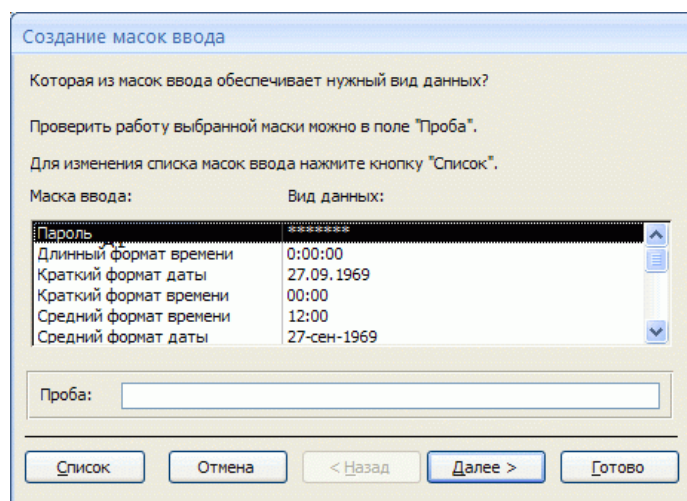 Создание масок ввода
Которая из масок ввода обеспечивает нужный вид данных?
Проверить работу выбранной маски можно в поле "Проба".
Для изменения списка масок ввода нажмите кнопку "Список".
Маска ввода: Вид данных:
Пароль *******
Длинный формат времени 0:00:00
Краткий формат даты 27.09.1969
Краткий формат времени 00:00
Средний формат времени 12:00
Средний формат даты 27-сен-1969
Проба:
Список Отмена < Назад Далее > Готово